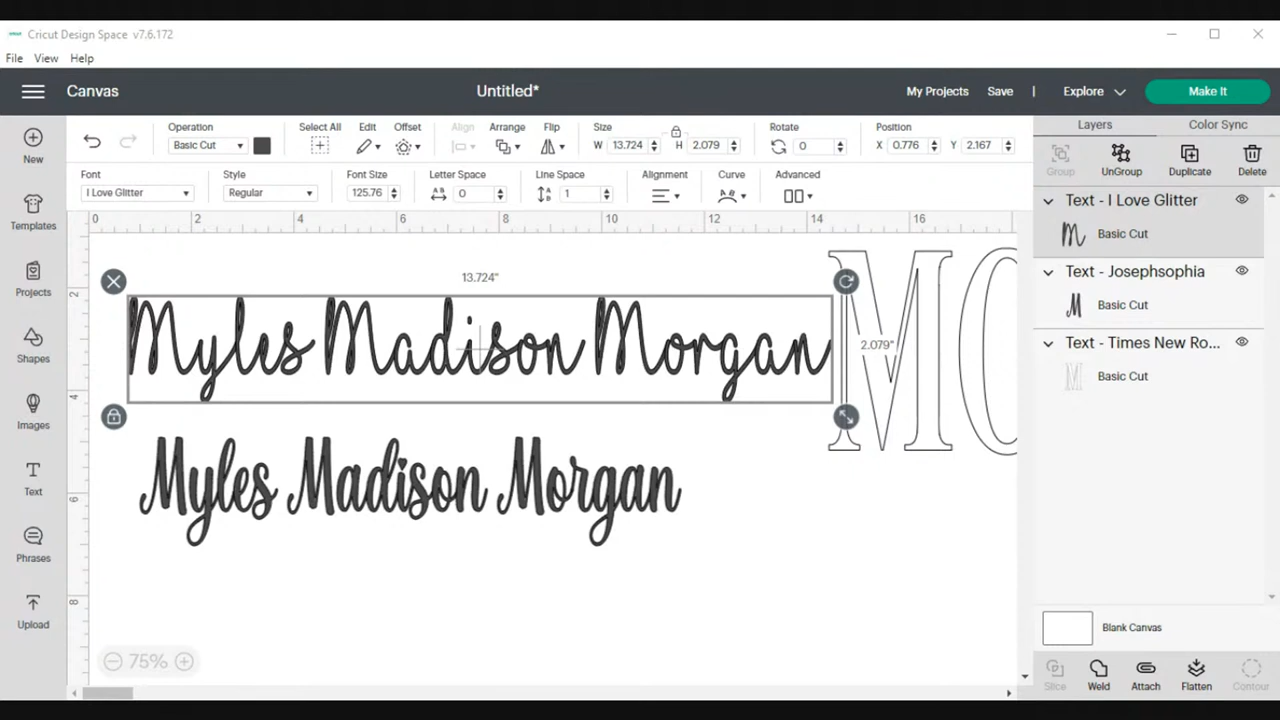 Cricut Design Space v7.6.172
File View Help
Canvas
Untitled*
My Projects Save | Explore Make It
Operation Select All Edit Offset Align Arrange Flip Size Rotate Position
Basic Cut W 13.724 H 2.079 0 X 0.776 Y 2.167
Font Style Font Size Letter Space Line Space Alignment Curve Advanced
I Love Glitter Regular 125.76 0 1
0 2 4 6 8 10 12 14 16
2
4
6
8
New
Templates
Projects
Shapes
Images
Text
Phrases
Upload
13.724"
Myles Madison Morgan
2.079"
MO
Myles Madison Morgan
75%
Layers Color Sync
Group UnGroup Duplicate Delete
Text - I Love Glitter
M Basic Cut
Text - Josephsophia
M Basic Cut
Text - Times New Ro...
M Basic Cut
Blank Canvas
Slice Weld Attach Flatten Contour